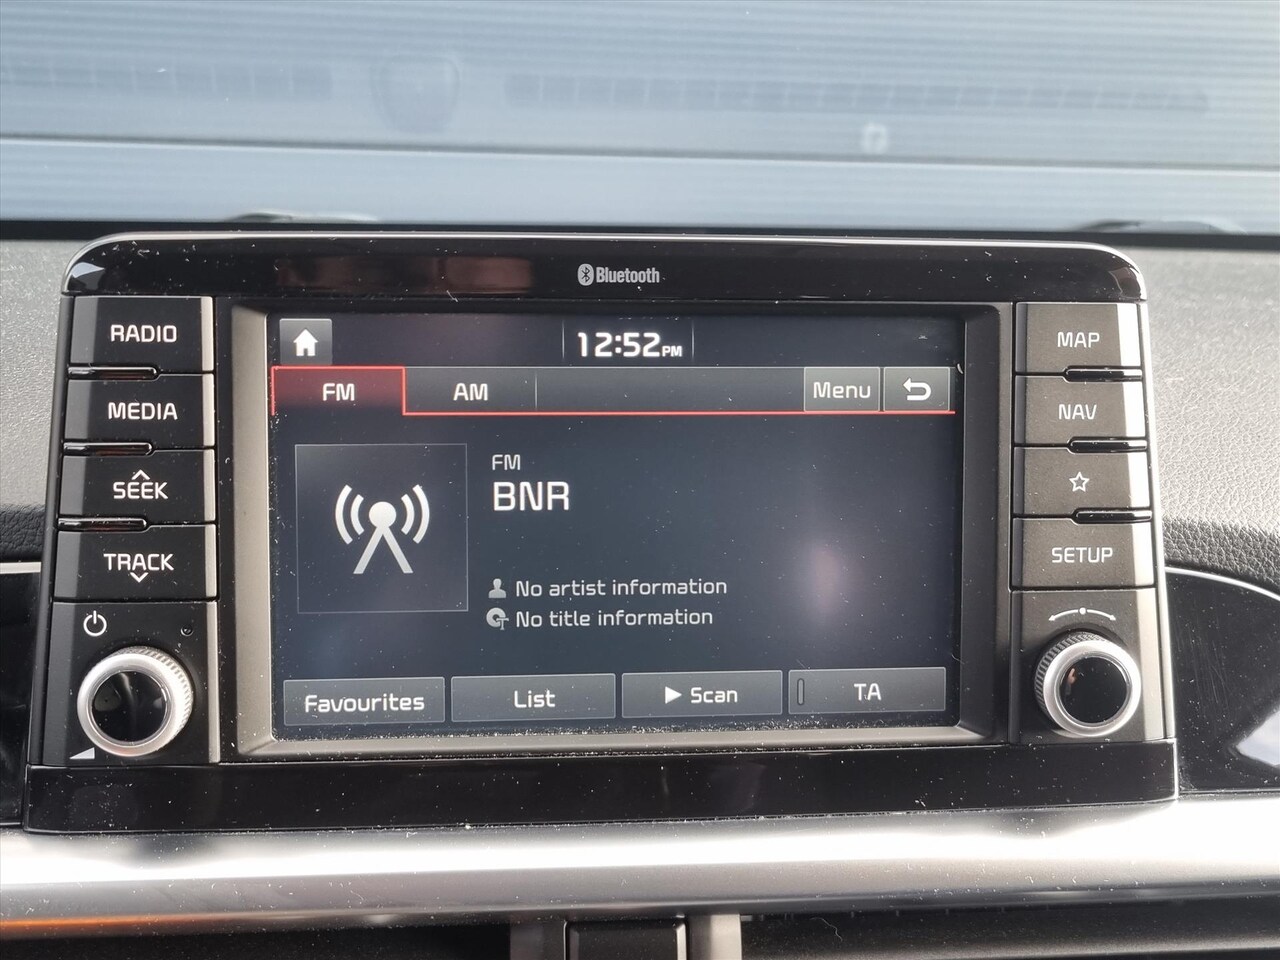 Bluetooth
RADIO
MEDIA
SEEK
TRACK
12:52PM
FM
AM
Menu
FM
BNR
No artist information
No title information
Favourites
List
Scan
TA
MAP
NAV
SETUP